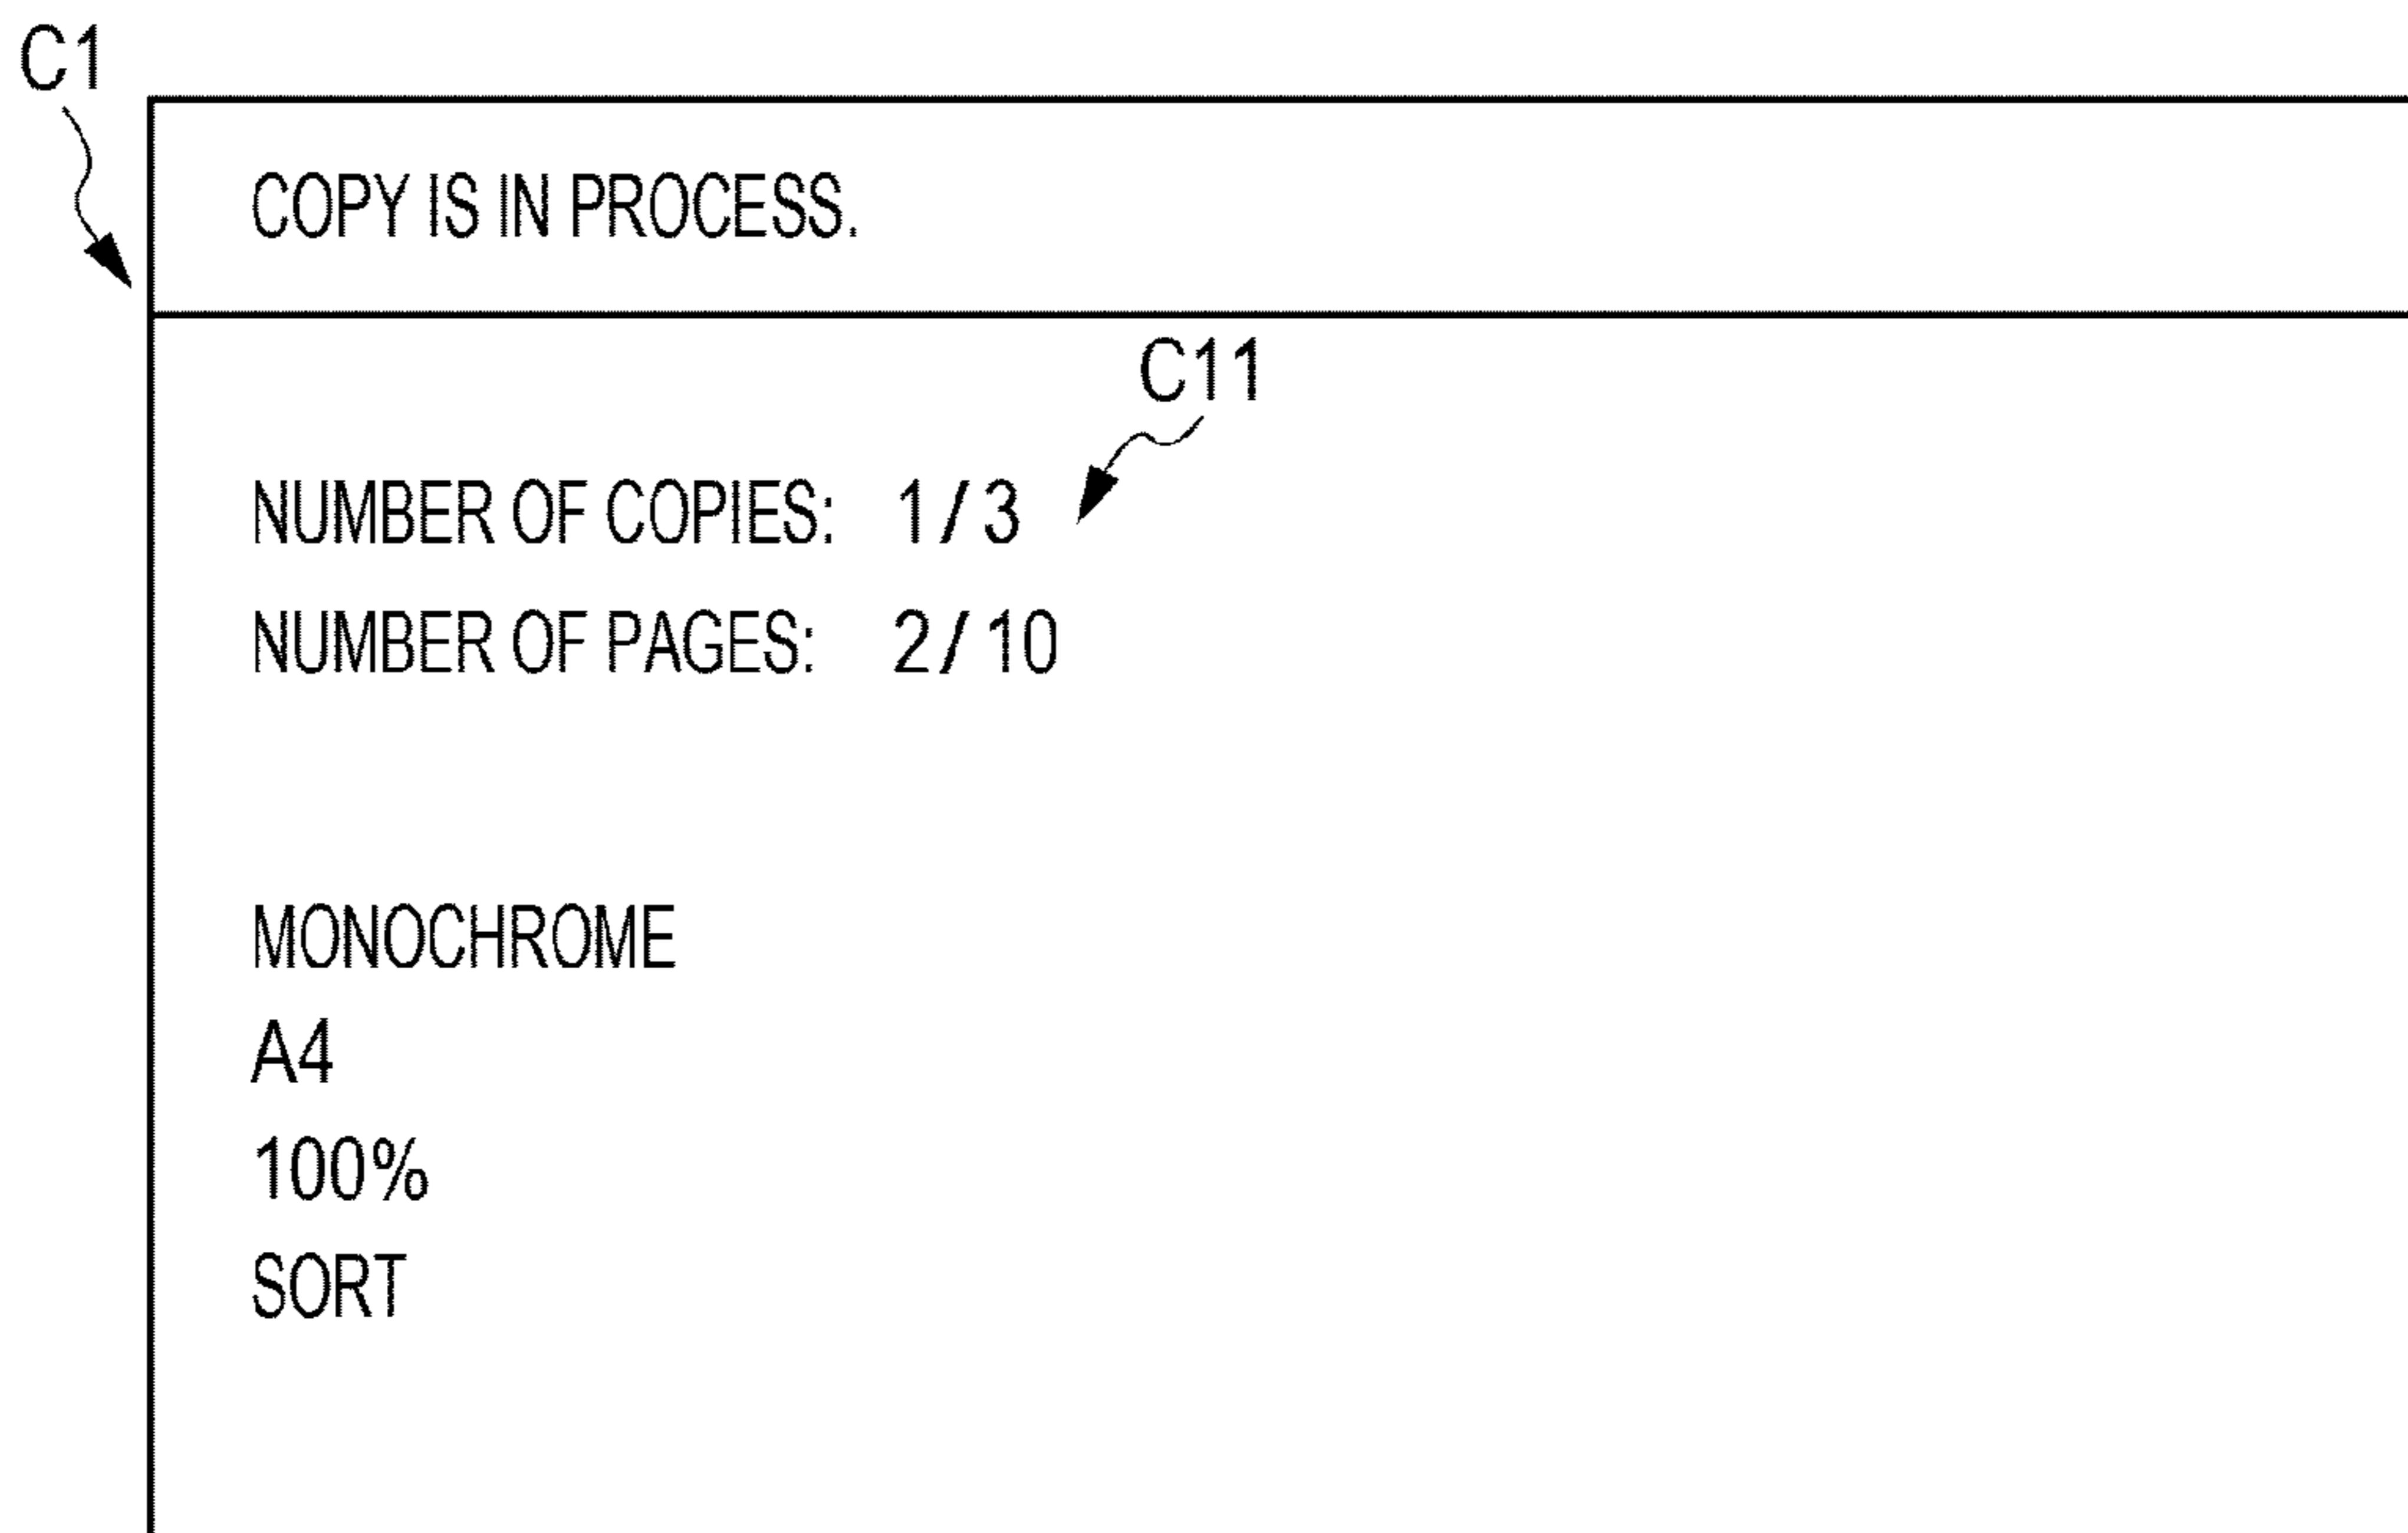 C1
COPY IS IN PROCESS.
C11
NUMBER OF COPIES: 1/3
NUMBER OF PAGES: 2/10
MONOCHROME
A4
100%
SORT